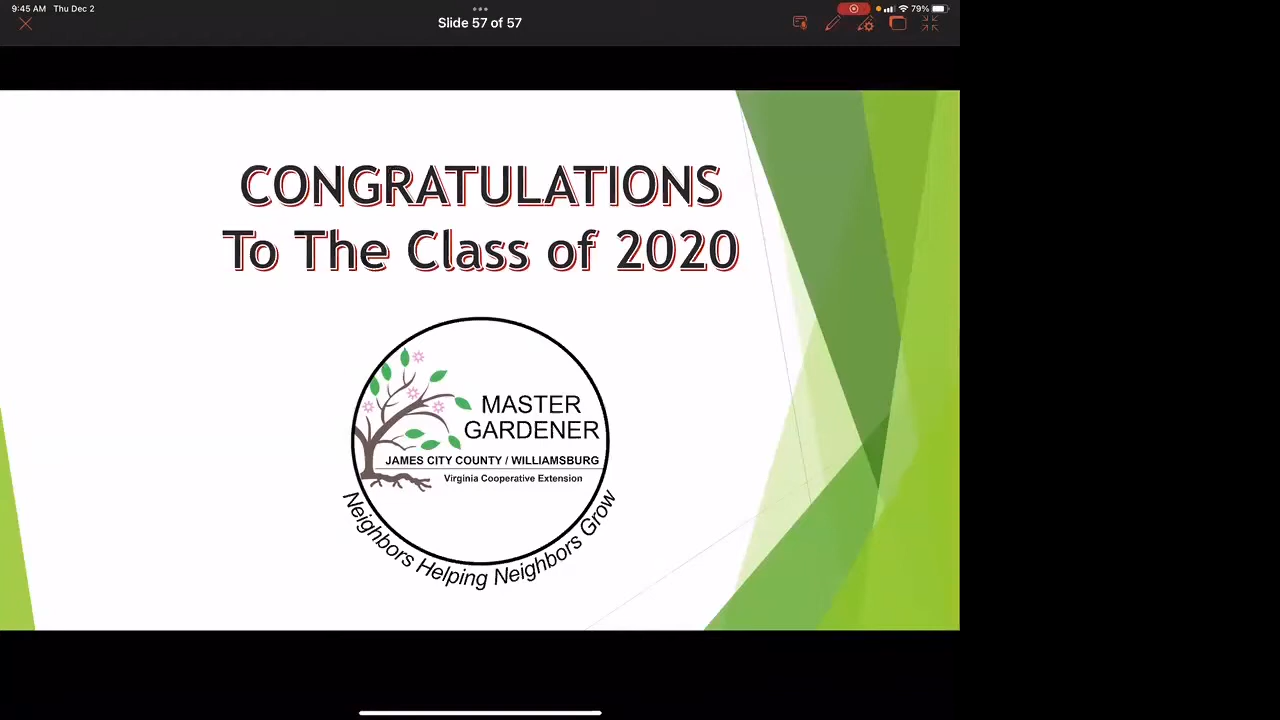 9:45 AM Thu Dec 2
79%
Slide 57 of 57
CONGRATULATIONS
To The Class of 2020
MASTER
GARDENER
JAMES CITY COUNTY / WILLIAMSBURG
Virginia Cooperative Extension
Neighbors Helping Neighbors Grow